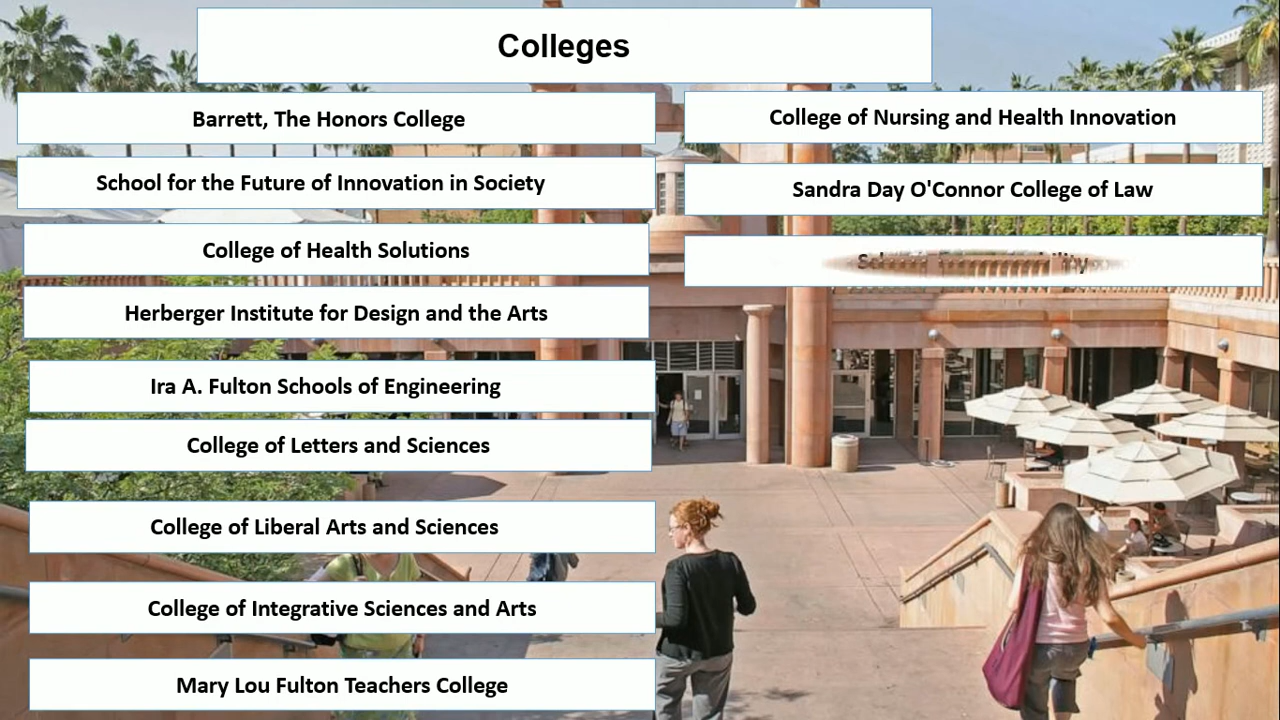 Colleges
Barrett, The Honors College
School for the Future of Innovation in Society
College of Health Solutions
Herberger Institute for Design and the Arts
Ira A. Fulton Schools of Engineering
College of Letters and Sciences
College of Liberal Arts and Sciences
College of Integrative Sciences and Arts
Mary Lou Fulton Teachers College
College of Nursing and Health Innovation
Sandra Day O'Connor College of Law